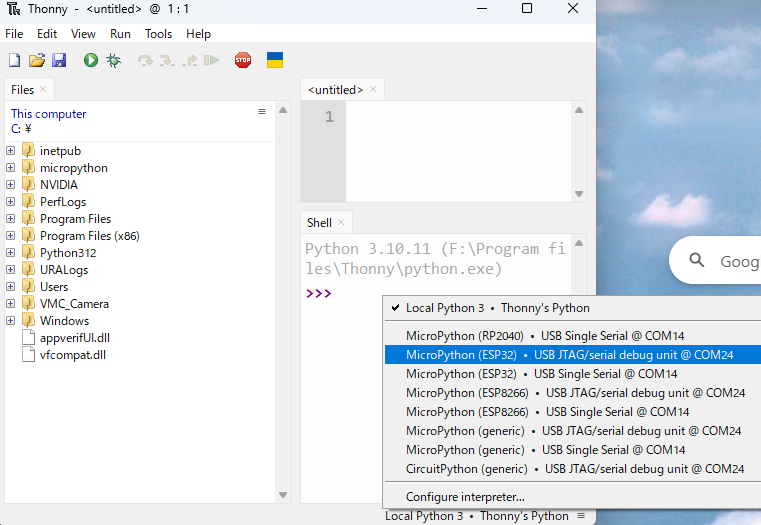 Thonny - <untitled> @ 1 : 1
File Edit View Run Tools Help
STOP
Files ×
This computer
C: ¥
inetpub
micropython
NVIDIA
PerfLogs
Program Files
Program Files (x86)
Python312
URALogs
Users
VMC_Camera
Windows
appverifUI.dll
vfcompat.dll
<untitled> ×
1
Shell ×
Python 3.10.11 (F:\Program fi
les\Thonny\python.exe)
>>>
Local Python 3 • Thonny's Python
MicroPython (RP2040) • USB Single Serial @ COM14
MicroPython (ESP32) • USB JTAG/serial debug unit @ COM24
MicroPython (ESP32) • USB Single Serial @ COM14
MicroPython (ESP8266) • USB JTAG/serial debug unit @ COM24
MicroPython (ESP8266) • USB Single Serial @ COM14
MicroPython (generic) • USB JTAG/serial debug unit @ COM24
MicroPython (generic) • USB Single Serial @ COM14
CircuitPython (generic) • USB JTAG/serial debug unit @ COM24
Configure interpreter...
Local Python 3 • Thonny's Python ≡
Goog